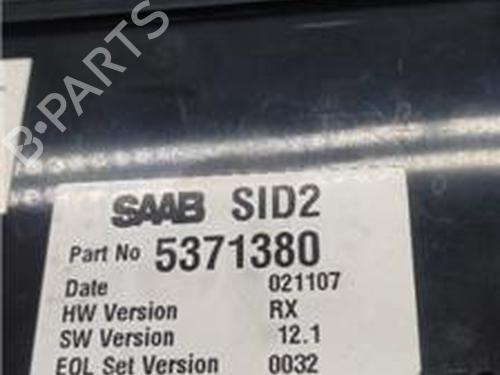 B-PARTS
SAAB SID2
Part No 5371380
Date 021107
HW Version RX
SW Version 12.1
EOL Set Version 0032